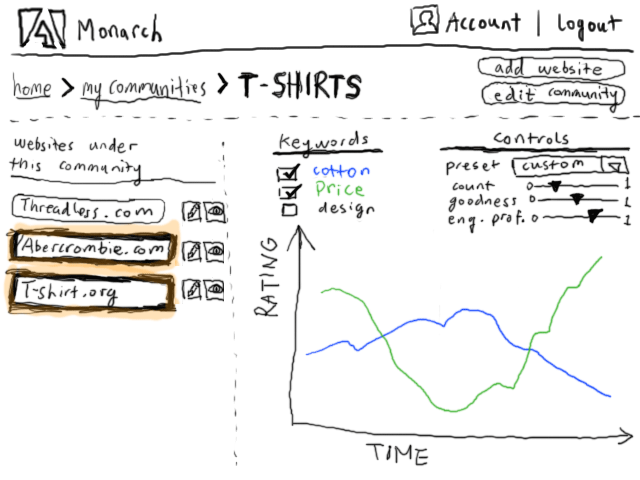 Monarch
Account | logout
home > my communities > T-SHIRTS
add website
edit community
websites under
this community
Threadless.com
Abercrombie.com
T-shirt.org
Keywords
cotton
Price
design
controls
preset custom
count 0 1
goodness 0 1
eng. prof. 0 1
RATING
TIME